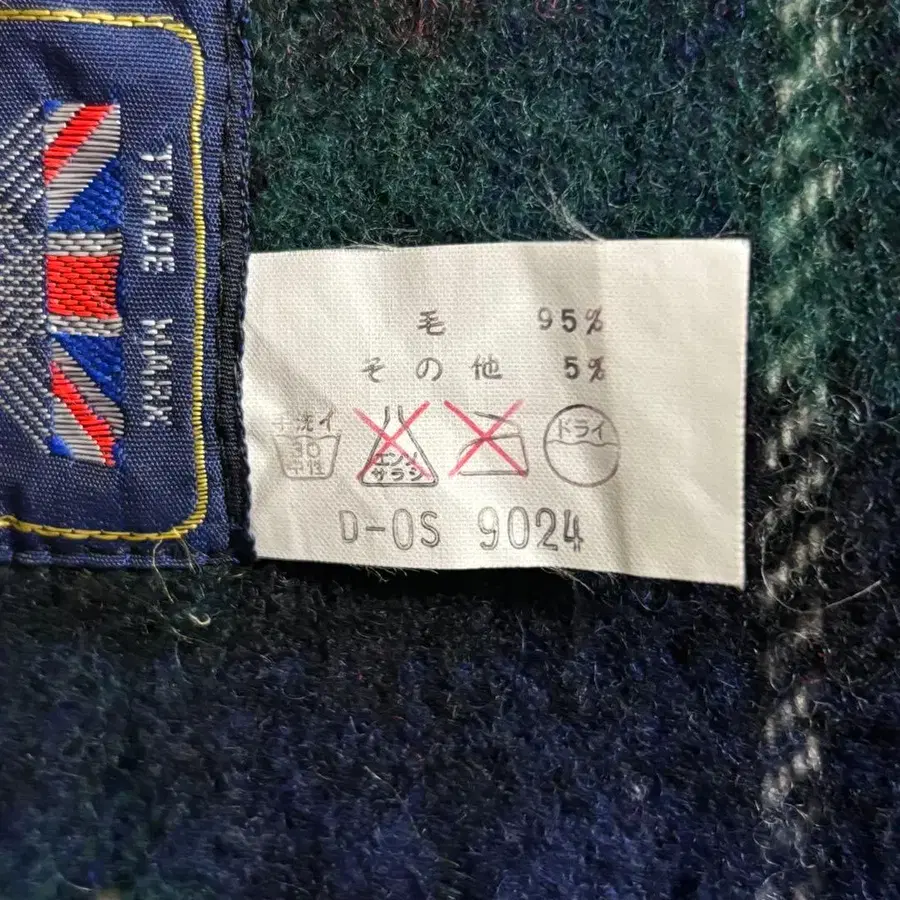 TRADE MARK
毛 95%
その他 5%
手洗イ
30
中性
エンソ
サラシ
ドライ
D-OS 9024